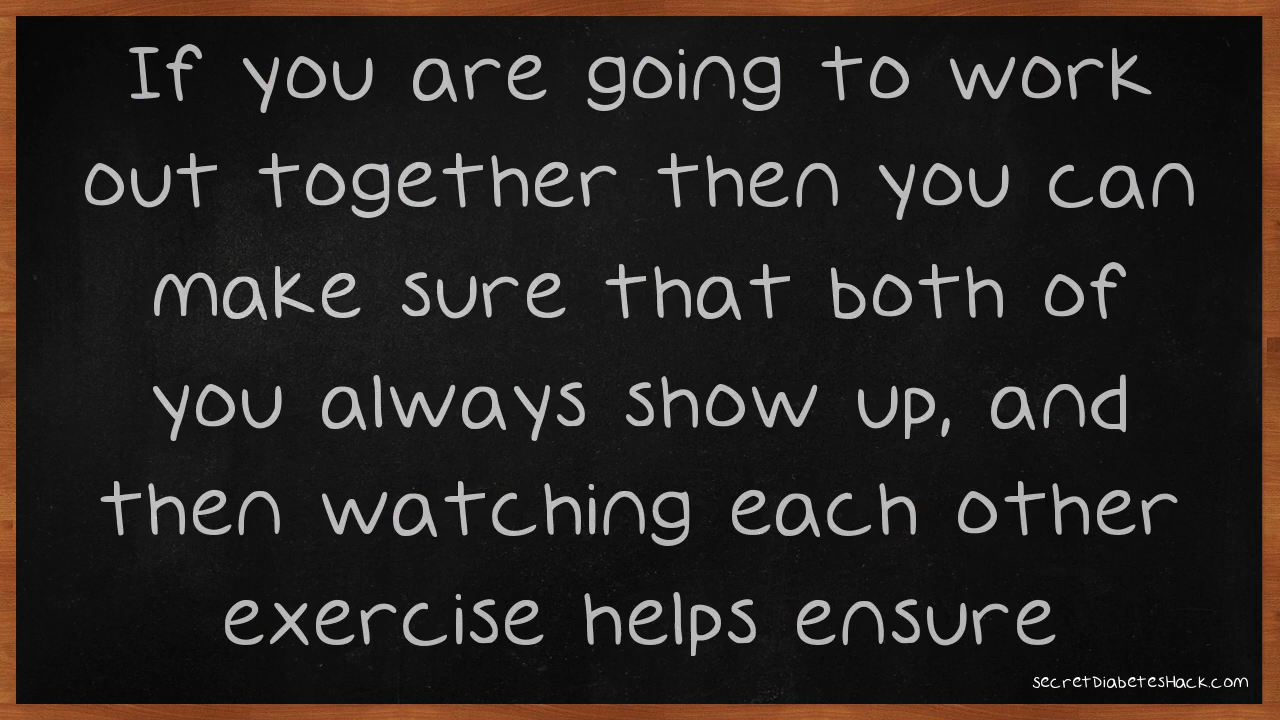 If you are going to work
out together then you can
make sure that both of
you always show up, and
then watching each other
exercise helps ensure
secretDiabetesHack.com